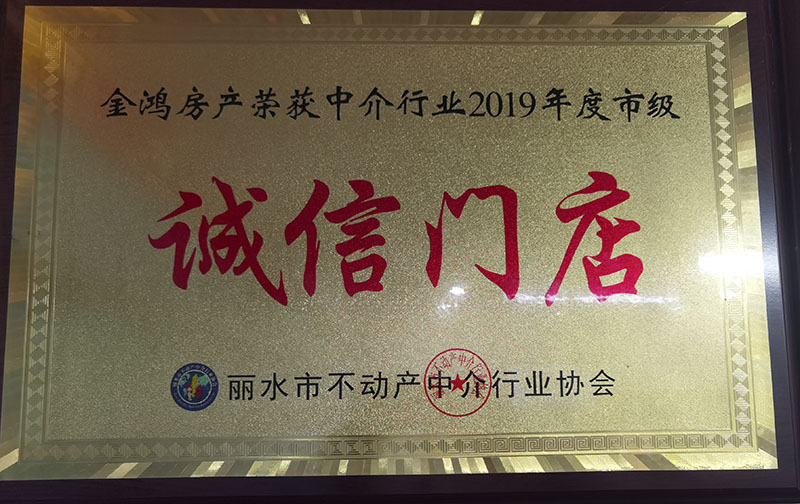 金鸿房产荣获中介行业2019年度市级
诚信门店
丽水市不动产中介行业协会